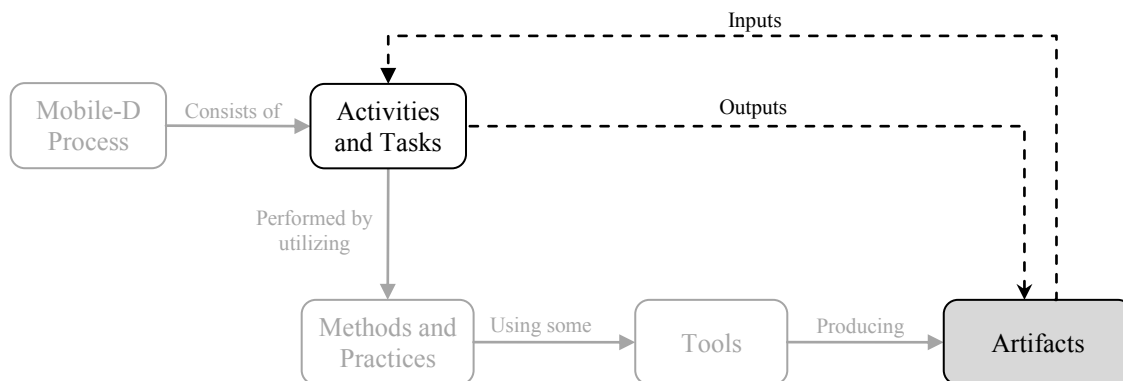 Inputs
Mobile-D
Process
Consists of
Activities
and Tasks
Outputs
Performed by
utilizing
Methods and
Practices
Using some
Tools
Producing
Artifacts